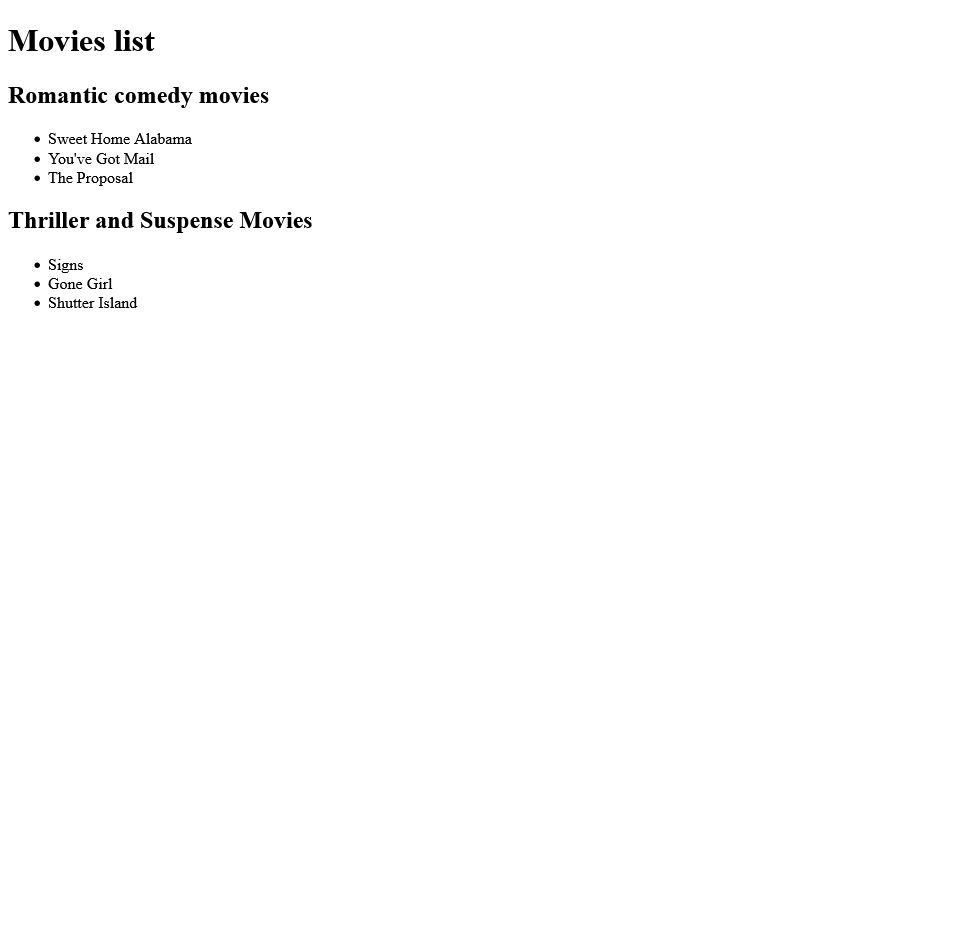 Movies list
Romantic comedy movies
• Sweet Home Alabama
• You've Got Mail
• The Proposal
Thriller and Suspense Movies
• Signs
• Gone Girl
• Shutter Island